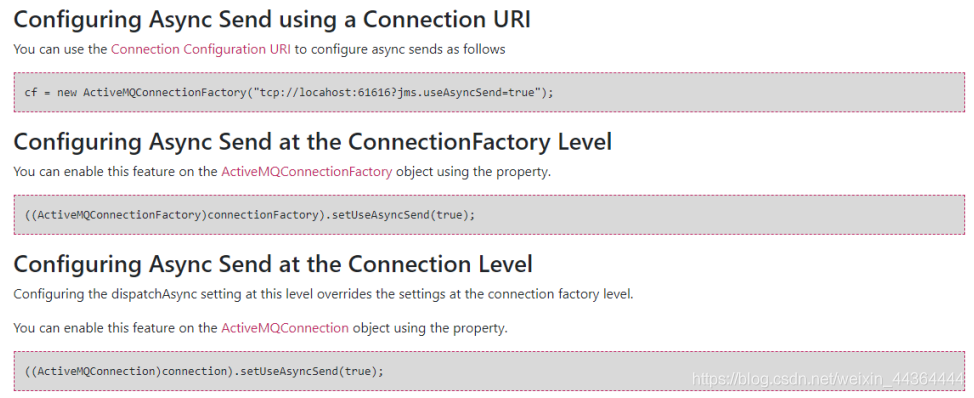 Configuring Async Send using a Connection URI
You can use the Connection Configuration URI to configure async sends as follows
cf = new ActiveMQConnectionFactory("tcp://locahost:61616?jms.useAsyncSend=true");
Configuring Async Send at the ConnectionFactory Level
You can enable this feature on the ActiveMQConnectionFactory object using the property.
((ActiveMQConnectionFactory)connectionFactory).setUseAsyncSend(true);
Configuring Async Send at the Connection Level
Configuring the dispatchAsync setting at this level overrides the settings at the connection factory level.
You can enable this feature on the ActiveMQConnection object using the property.
((ActiveMQConnection)connection).setUseAsyncSend(true);
https://blog.csdn.net/weixin_44364444